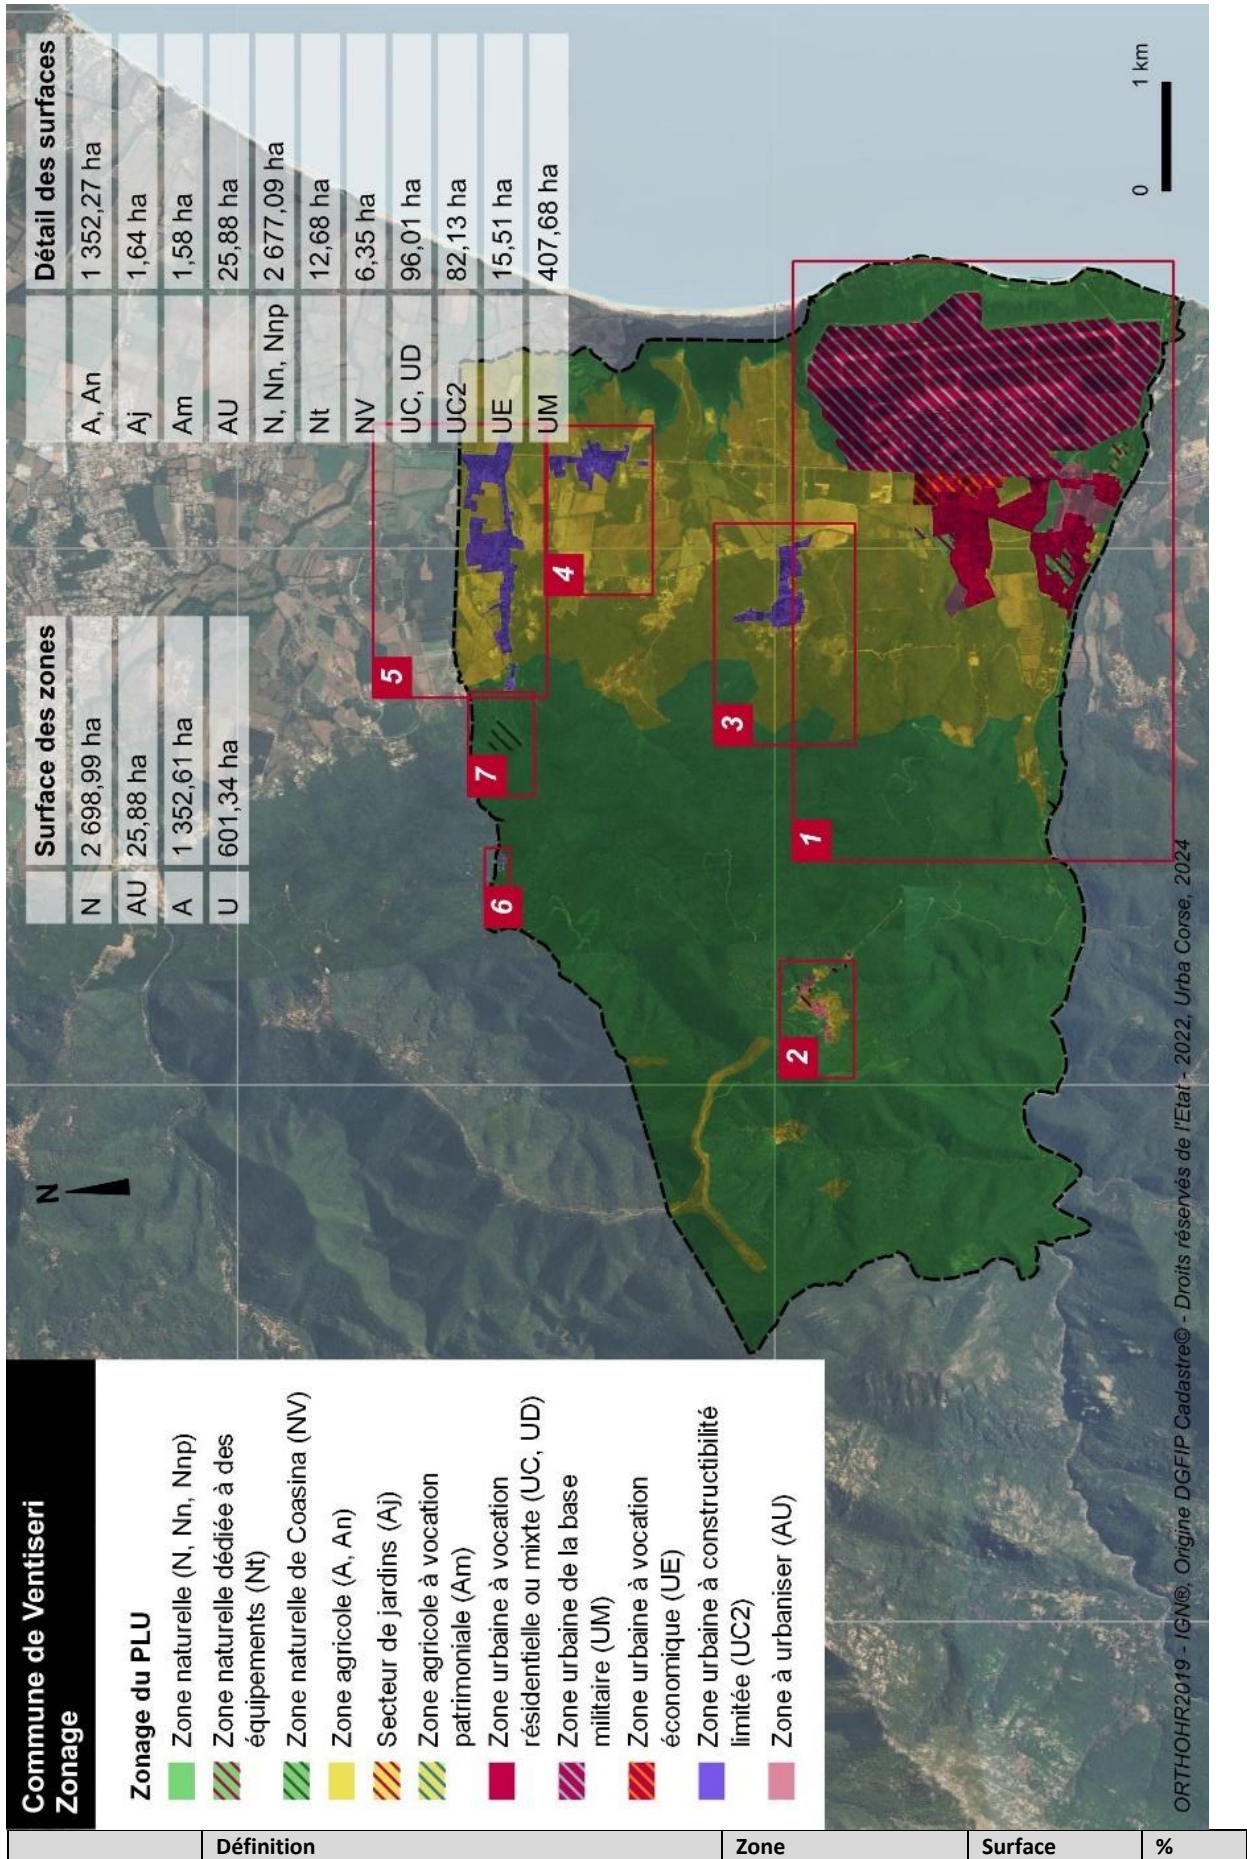 Commune de Ventiseri
Zonage
Zonage du PLU
Zone naturelle (N, Nn, Nnp)
Zone naturelle dédiée à des
équipements (Nt)
Zone naturelle de Coasina (NV)
Zone agricole (A, An)
Secteur de jardins (Aj)
Zone agricole à vocation
patrimoniale (Am)
Zone urbaine à vocation
résidentielle ou mixte (UC, UD)
Zone urbaine de la base
militaire (UM)
Zone urbaine à vocation
économique (UE)
Zone urbaine à constructibilité
limitée (UC2)
Zone à urbaniser (AU)
N
Surface des zones
N 2 698,99 ha
AU 25,88 ha
A 1 352,61 ha
U 601,34 ha
Détail des surfaces
A, An 1 352,27 ha
Aj 1,64 ha
Am 1,58 ha
AU 25,88 ha
N, Nn, Nnp 2 677,09 ha
Nt 12,68 ha
NV 6,35 ha
UC, UD 96,01 ha
UC2 82,13 ha
UE 15,51 ha
UM 407,68 ha
5
7
4
6
3
2
1
0 1 km
ORTHOHR2019 - IGN®, Origine DGFIP Cadastre© - Droits réservés de l'Etat - 2022, Urba Corse, 2024
Définition Zone Surface %